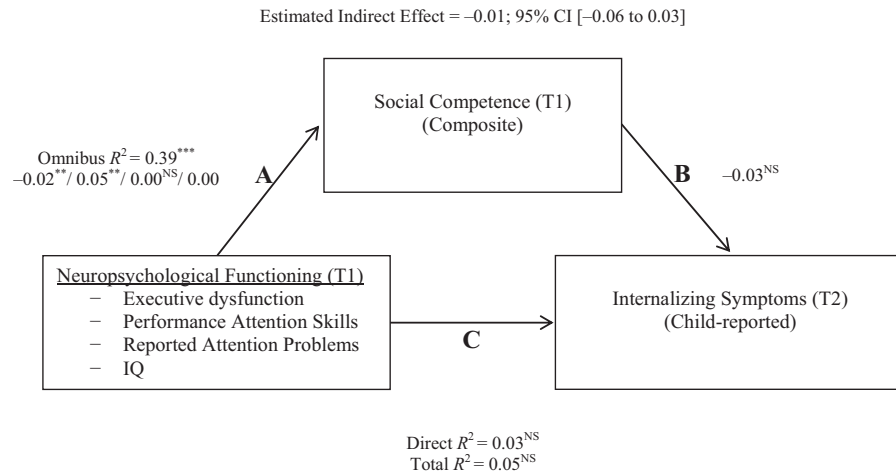 Estimated Indirect Effect = –0.01; 95% CI [–0.06 to 0.03]
Social Competence (T1)
(Composite)
Omnibus R² = 0.39***
–0.02**/ 0.05**/ 0.00NS/ 0.00
A
B
–0.03NS
Neuropsychological Functioning (T1)
– Executive dysfunction
– Performance Attention Skills
– Reported Attention Problems
– IQ
C
Internalizing Symptoms (T2)
(Child-reported)
Direct R² = 0.03NS
Total R² = 0.05NS